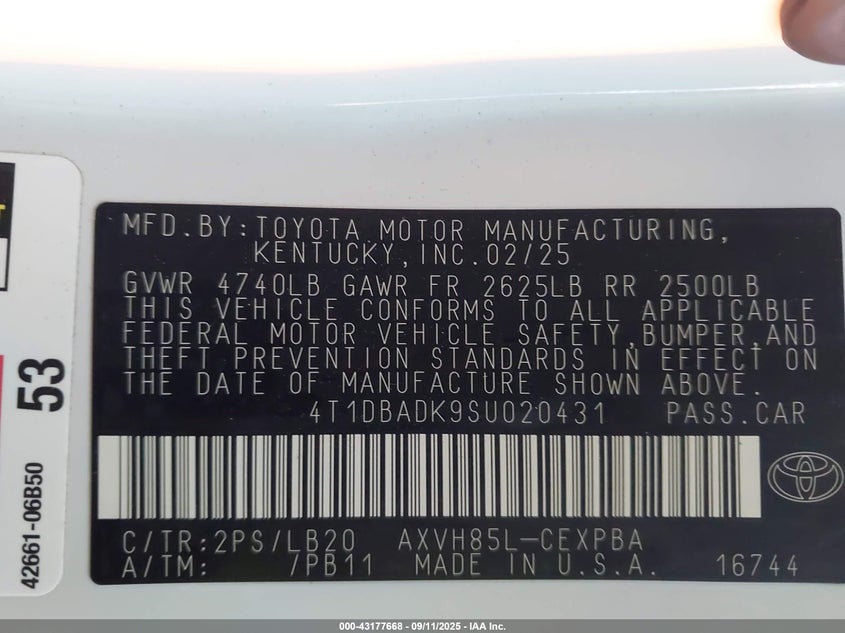 MFD.BY:TOYOTA MOTOR MANUFACTURING,
KENTUCKY,INC.02/25
GVWR 4740LB GAWR FR 2625LB RR 2500LB
THIS VEHICLE CONFORMS TO ALL APPLICABLE
FEDERAL MOTOR VEHICLE SAFETY,BUMPER,AND
THEFT PREVENTION STANDARDS IN EFFECT ON
THE DATE OF MANUFACTURE SHOWN ABOVE.
4T1DBADK9SU020431 PASS.CAR
C/TR:2PS/LB20 AXVH85L-CEXPBA
A/TM: /PB11 MADE IN U.S.A. 16744
53
42661-06B50
000-43177668 - 09/11/2025 - IAA Inc.